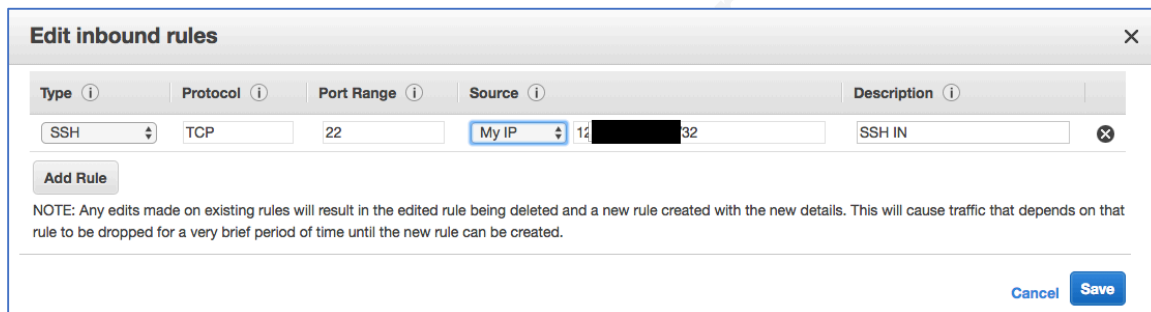 Edit inbound rules
Type Protocol Port Range Source Description
SSH TCP 22 My IP 12 /32 SSH IN
Add Rule
NOTE: Any edits made on existing rules will result in the edited rule being deleted and a new rule created with the new details. This will cause traffic that depends on that
rule to be dropped for a very brief period of time until the new rule can be created.
Cancel Save